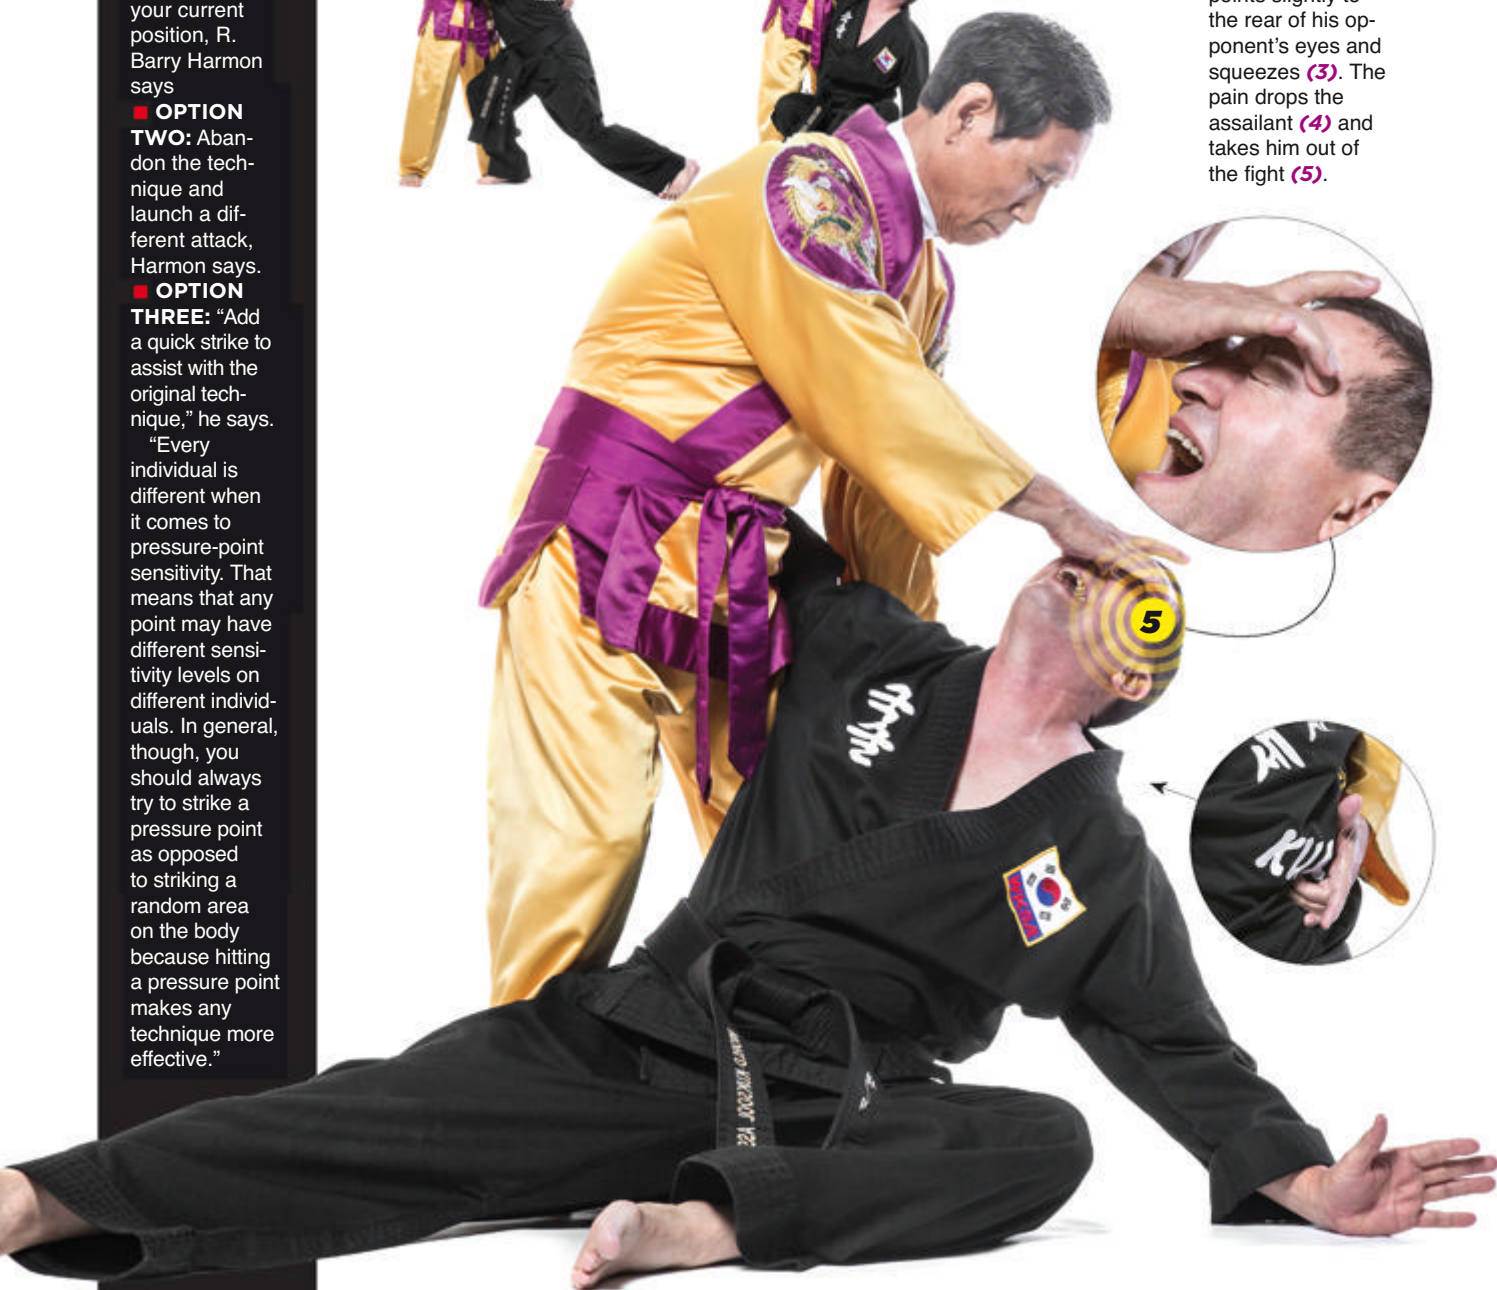 your current
position, R.
Barry Harmon
says
OPTION
TWO: Aban-
don the tech-
nique and
launch a dif-
ferent attack,
Harmon says.
OPTION
THREE: “Add
a quick strike to
assist with the
original tech-
nique,” he says.
“Every
individual is
different when
it comes to
pressure-point
sensitivity. That
means that any
point may have
different sensi-
tivity levels on
different individ-
uals. In general,
though, you
should always
try to strike a
pressure point
as opposed
to striking a
random area
on the body
because hitting
a pressure point
makes any
technique more
effective.”
the rear of his op-
ponent’s eyes and
squeezes (3). The
pain drops the
assailant (4) and
takes him out of
the fight (5).
5
WKSA